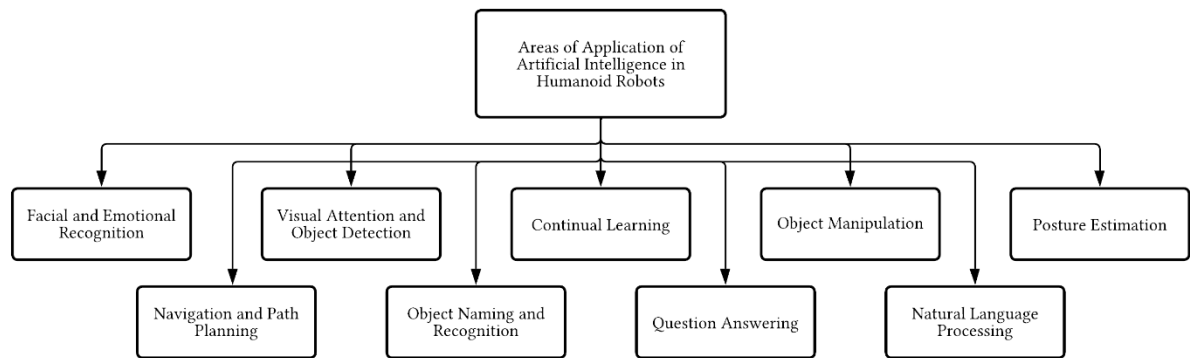 Areas of Application of
Artificial Intelligence in
Humanoid Robots
Facial and Emotional
Recognition
Visual Attention and
Object Detection
Continual Learning
Object Manipulation
Posture Estimation
Navigation and Path
Planning
Object Naming and
Recognition
Question Answering
Natural Language
Processing